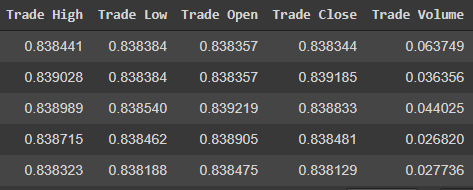 Trade High Trade Low Trade Open Trade Close Trade Volume
0.838441 0.838384 0.838357 0.838344 0.063749
0.839028 0.838384 0.838357 0.839185 0.036356
0.838989 0.838540 0.839219 0.838833 0.044025
0.838715 0.838462 0.838905 0.838481 0.026820
0.838323 0.838188 0.838475 0.838129 0.027736